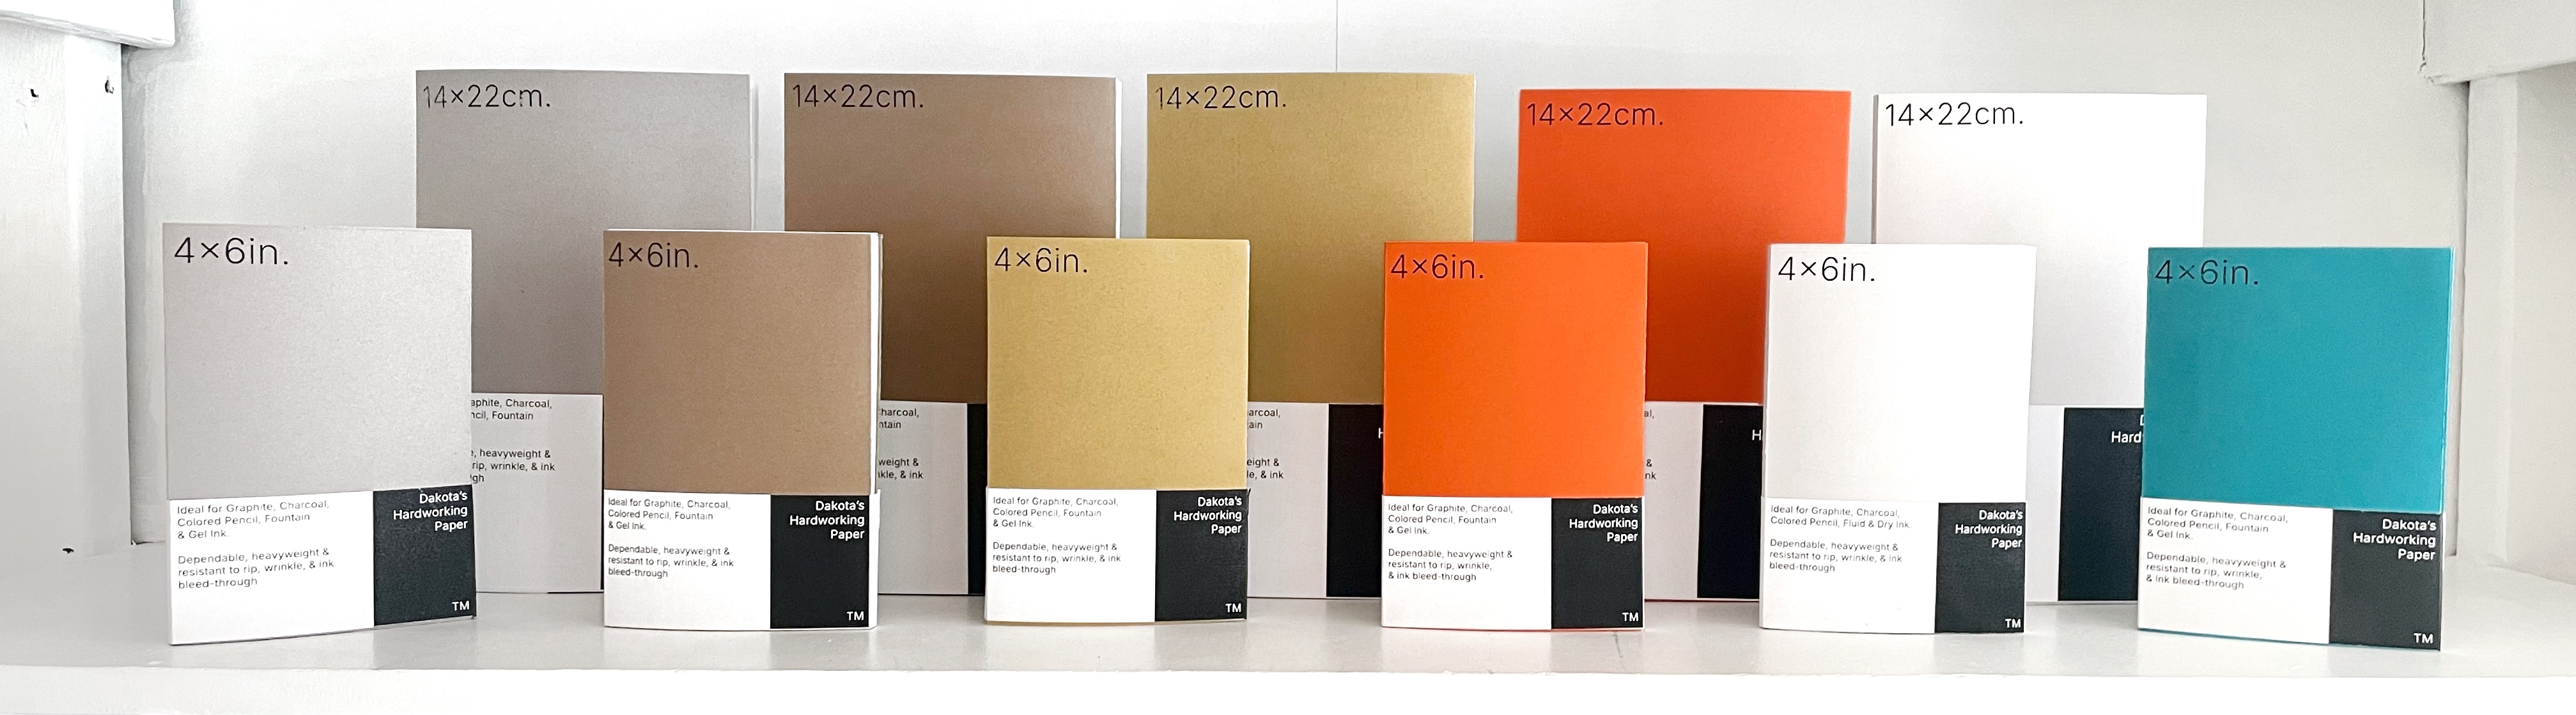 14×22cm.
14×22cm.
14×22cm.
14×22cm.
14×22cm.
Charcoal,
Fountain
heavyweight &
rip, wrinkle, & ink
& ink
& ink
4×6in.
Ideal for Graphite, Charcoal,
Colored Pencil, Fountain
& Gel Ink.
Dependable, heavyweight &
resistant to rip, wrinkle, & ink
bleed-through
Dakota's
Hardworking
Paper
TM
4×6in.
Ideal for Graphite, Charcoal,
Colored Pencil, Fountain
& Gel Ink.
Dependable, heavyweight &
resistant to rip, wrinkle, & ink
bleed-through
Dakota's
Hardworking
Paper
TM
4×6in.
Ideal for Graphite, Charcoal,
Colored Pencil, Fountain
& Gel Ink.
Dependable, heavyweight &
resistant to rip, wrinkle, & ink
bleed-through
Dakota's
Hardworking
Paper
TM
4×6in.
Ideal for Graphite, Charcoal,
Colored Pencil, Fountain
& Gel Ink.
Dependable, heavyweight &
resistant to rip, wrinkle,
& ink bleed-through
Dakota's
Hardworking
Paper
TM
4×6in.
Ideal for Graphite, Charcoal,
Colored Pencil, Fluid & Dry Ink.
Dependable, heavyweight &
resistant to rip, wrinkle, & ink
bleed-through
Dakota's
Hardworking
Paper
TM
4×6in.
Ideal for Graphite, Charcoal,
Colored Pencil, Fountain
& Gel Ink.
Dependable, heavyweight &
resistant to rip, wrinkle,
& ink bleed-through
Dakota's
Hardworking
Paper
TM